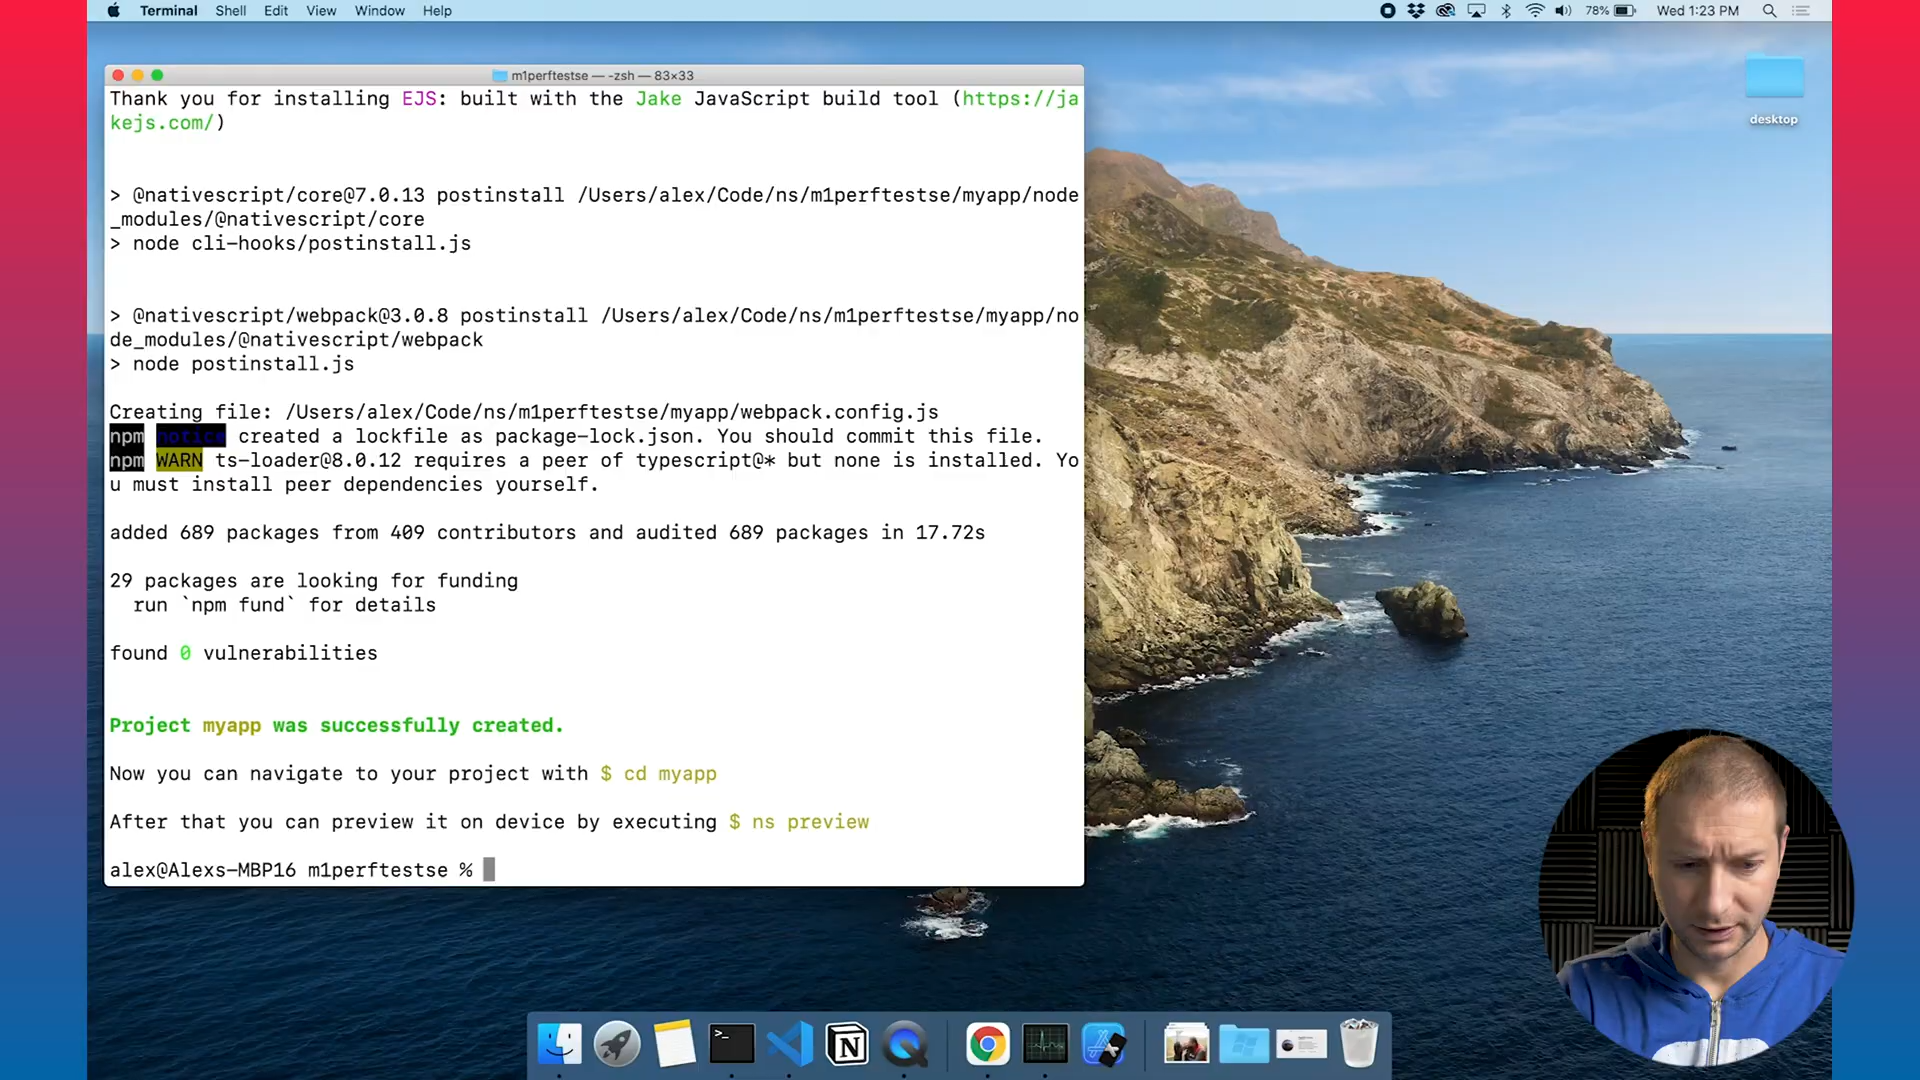 Terminal Shell Edit View Window Help 78% Wed 1:23 PM
m1perftestse — -zsh — 83×33
desktop
Thank you for installing EJS: built with the Jake JavaScript build tool (https://ja
kejs.com/)
> @nativescript/core@7.0.13 postinstall /Users/alex/Code/ns/m1perftestse/myapp/node
_modules/@nativescript/core
> node cli-hooks/postinstall.js
> @nativescript/webpack@3.0.8 postinstall /Users/alex/Code/ns/m1perftestse/myapp/no
de_modules/@nativescript/webpack
> node postinstall.js
Creating file: /Users/alex/Code/ns/m1perftestse/myapp/webpack.config.js
npm notice created a lockfile as package-lock.json. You should commit this file.
npm WARN ts-loader@8.0.12 requires a peer of typescript@* but none is installed. Yo
u must install peer dependencies yourself.
added 689 packages from 409 contributors and audited 689 packages in 17.72s
29 packages are looking for funding
run `npm fund` for details
found 0 vulnerabilities
Project myapp was successfully created.
Now you can navigate to your project with $ cd myapp
After that you can preview it on device by executing $ ns preview
alex@Alexs-MBP16 m1perftestse %